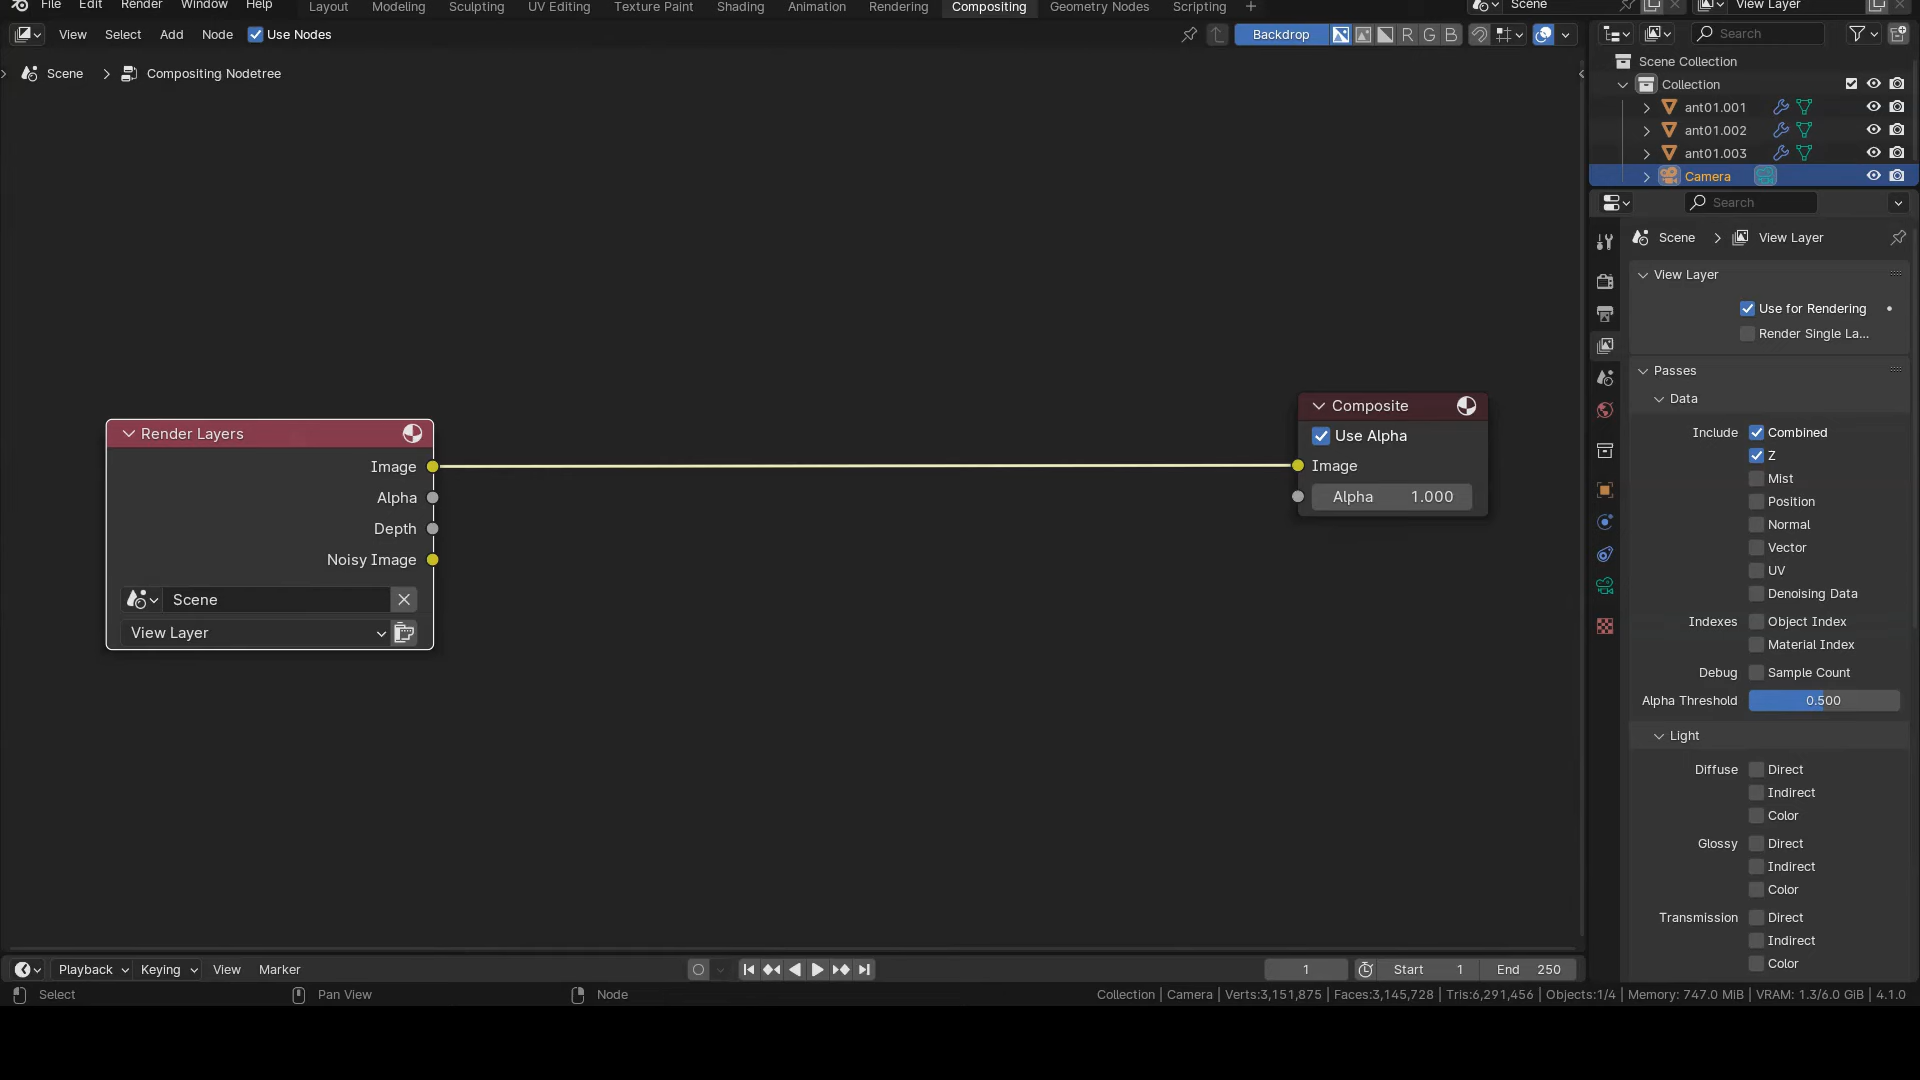 File Edit Render Window Help Layout Modeling Sculpting UV Editing Texture Paint Shading Animation Rendering Compositing Geometry Nodes Scripting + Scene View Layer
View Select Add Node Use Nodes Backdrop R G B Search
Scene > Compositing Nodetree
Scene Collection
Collection
ant01.001
ant01.002
ant01.003
Camera
Search
Scene > View Layer
View Layer
Use for Rendering
Render Single La...
Passes
Data
Include Combined
Z
Mist
Position
Normal
Vector
UV
Denoising Data
Indexes Object Index
Material Index
Debug Sample Count
Alpha Threshold 0.500
Light
Diffuse Direct
Indirect
Color
Glossy Direct
Indirect
Color
Transmission Direct
Indirect
Color
Render Layers
Image
Alpha
Depth
Noisy Image
Scene
View Layer
Composite
Use Alpha
Image
Alpha 1.000
Playback Keying View Marker 1 Start 1 End 250
Select Pan View Node Collection | Camera | Verts:3,151,875 | Faces:3,145,728 | Tris:6,291,456 | Objects:1/4 | Memory: 747.0 MiB | VRAM: 1.3/6.0 GiB | 4.1.0